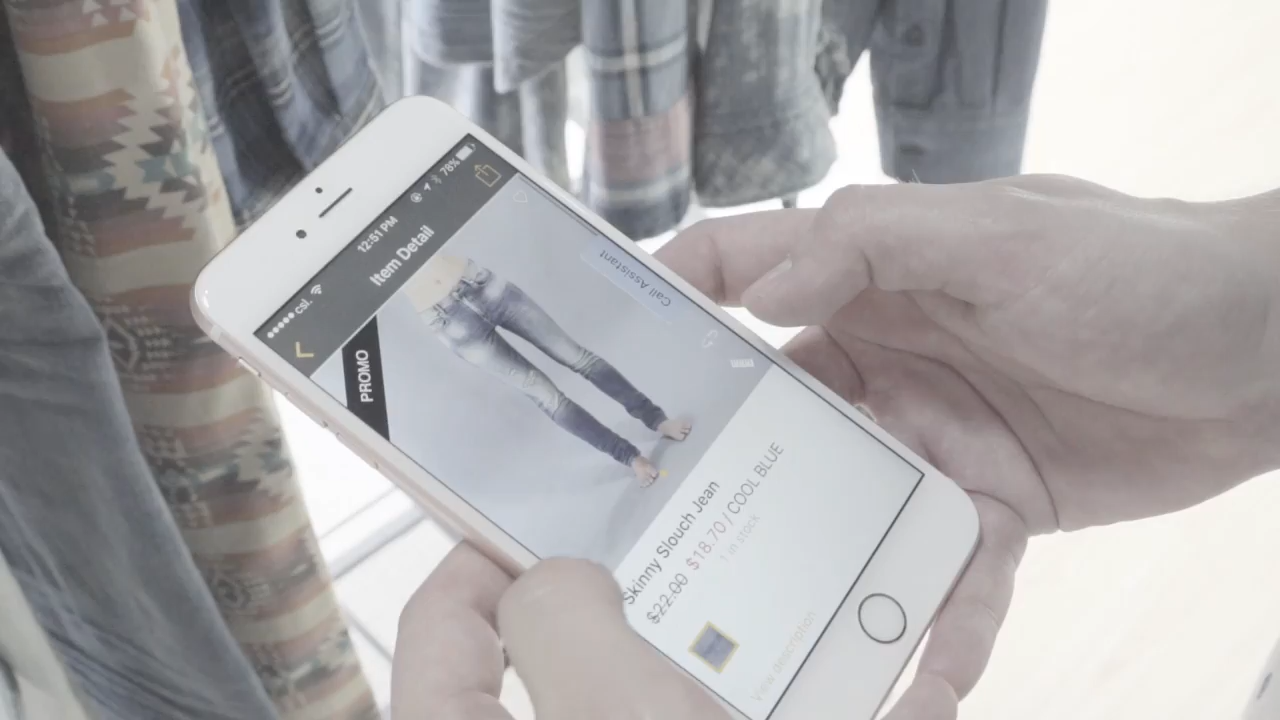 csl.
12:51 PM
78%
Item Detail
PROMO
Call Assistant
Skinny Slouch Jean
$22.00 $18.70 / COOL BLUE
1 in stock
View description